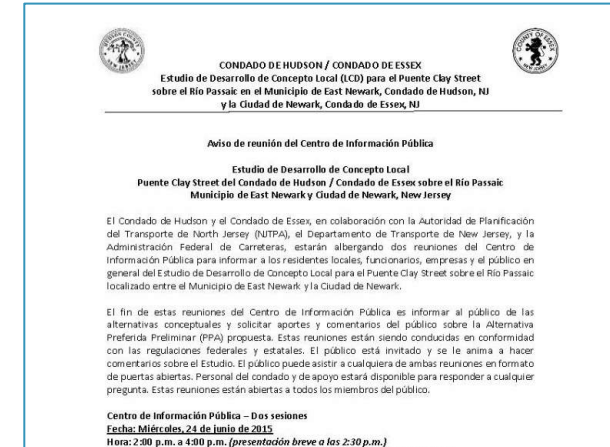 HUDSON COUNTY
NEW JERSEY
COUNTY OF ESSEX
NEW JERSEY
CONDADO DE HUDSON / CONDADO DE ESSEX
Estudio de Desarrollo de Concepto Local (LCD) para el Puente Clay Street
sobre el Río Passaic en el Municipio de East Newark, Condado de Hudson, NJ
y la Ciudad de Newark, Condado de Essex, NJ
Aviso de reunión del Centro de Información Pública
Estudio de Desarrollo de Concepto Local
Puente Clay Street del Condado de Hudson / Condado de Essex sobre el Río Passaic
Municipio de East Newark y Ciudad de Newark, New Jersey
El Condado de Hudson y el Condado de Essex, en colaboración con la Autoridad de Planificación
del Transporte de North Jersey (NJTPA), el Departamento de Transporte de New Jersey, y la
Administración Federal de Carreteras, estarán albergando dos reuniones del Centro de
Información Pública para informar a los residentes locales, funcionarios, empresas y el público en
general del Estudio de Desarrollo de Concepto Local para el Puente Clay Street sobre el Río Passaic
localizado entre el Municipio de East Newark y la Ciudad de Newark.
El fin de estas reuniones del Centro de Información Pública es informar al público de las
alternativas conceptuales y solicitar aportes y comentarios del público sobre la Alternativa
Preferida Preliminar (PPA) propuesta. Estas reuniones están siendo conducidas en conformidad
con las regulaciones federales y estatales. El público está invitado y se le anima a hacer
comentarios sobre el Estudio. El público puede asistir a cualquiera de ambas reuniones en formato
de puertas abiertas. Personal del condado y de apoyo estará disponible para responder a cualquier
pregunta. Estas reuniones están abiertas a todos los miembros del público.
Centro de Información Pública – Dos sesiones
Fecha: Miércoles, 24 de junio de 2015
Hora: 2:00 p.m. a 4:00 p.m. (presentación breve a las 2:30 p.m.)